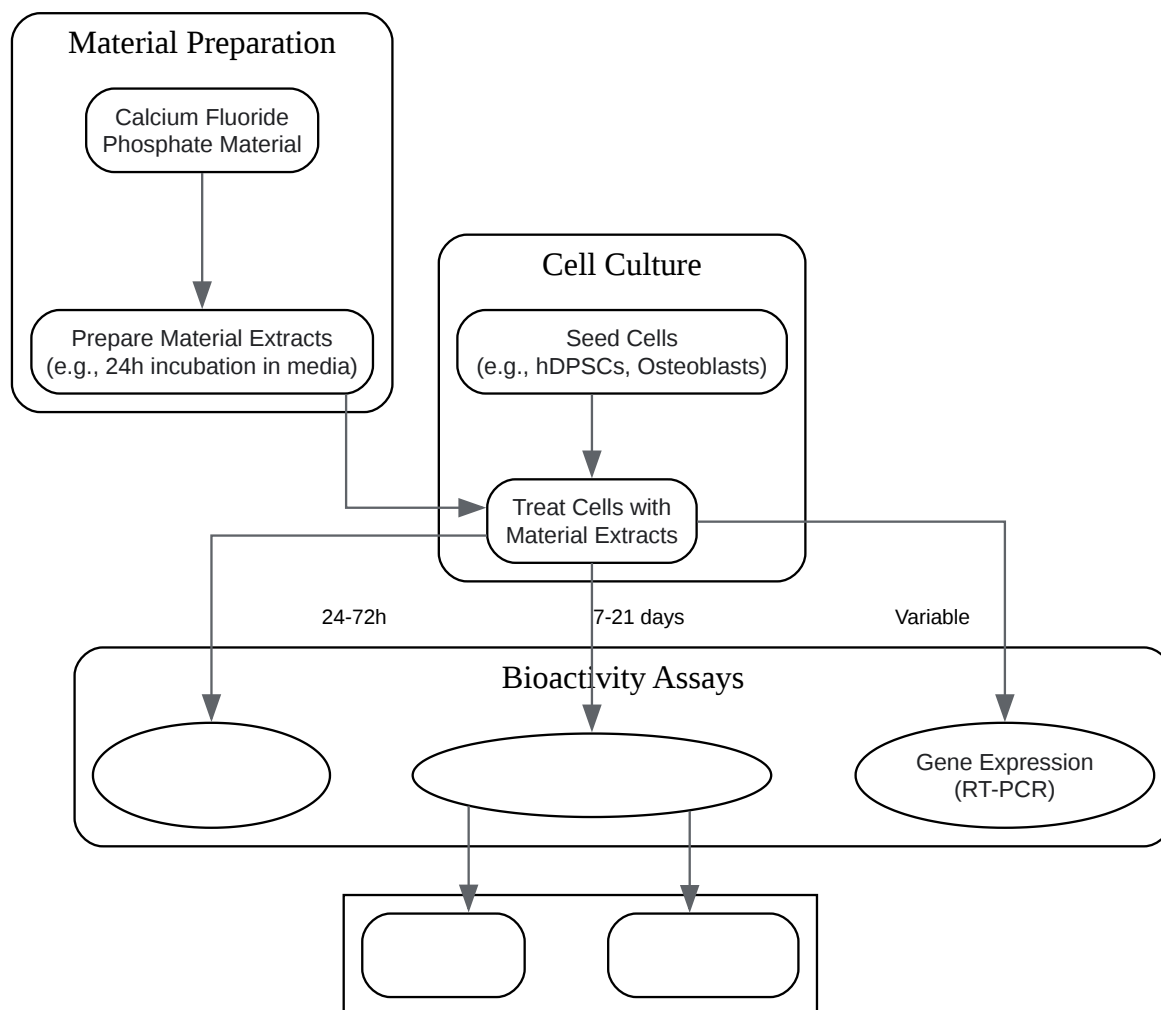 Material Preparation
Calcium Fluoride
Phosphate Material
Prepare Material Extracts
(e.g., 24h incubation in media)
Cell Culture
Seed Cells
(e.g., hDPSCs, Osteoblasts)
Treat Cells with
Material Extracts
24-72h
7-21 days
Variable
Bioactivity Assays
Gene Expression
(RT-PCR)